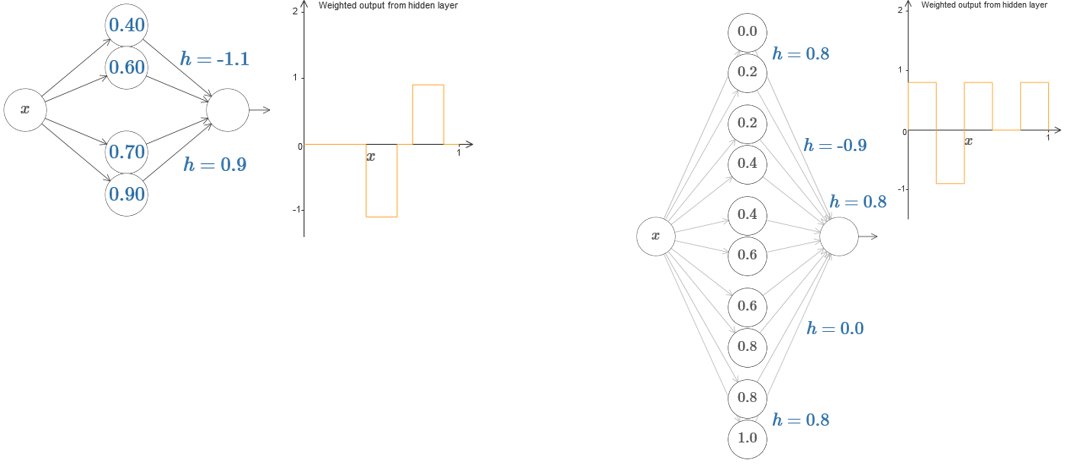 0.40
h = -1.1
0.60
x
0.70
h = 0.9
0.90
Weighted output from hidden layer
2
1
0
x
1
-1
0.0
h = 0.8
0.2
0.2
h = -0.9
0.4
h = 0.8
0.4
x
0.6
0.6
h = 0.0
0.8
0.8
h = 0.8
1.0
Weighted output from hidden layer
2
1
0
x
1
-1